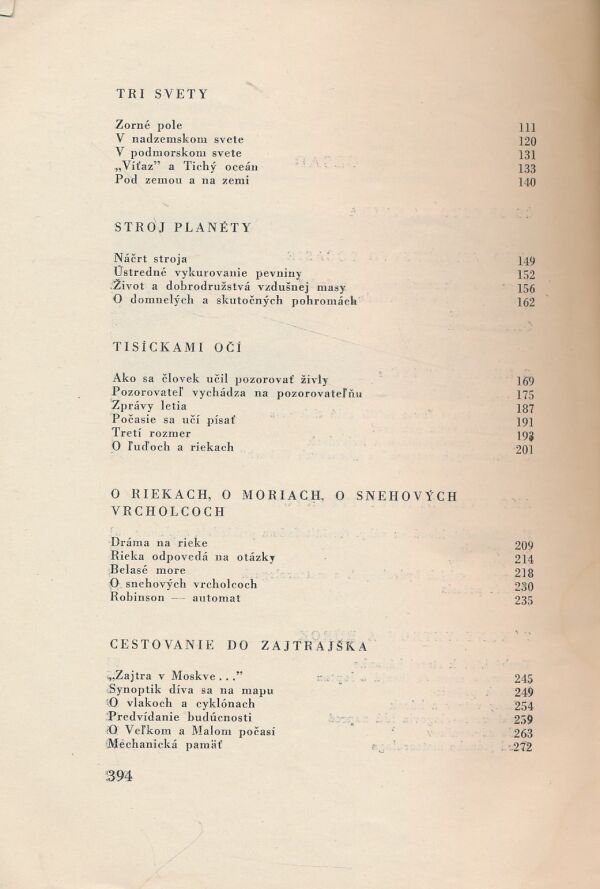 TRI SVETY
Zorné pole 111
V nadzemskom svete 120
V podmorskom svete 131
„Víťaz” a Tichý oceán 133
Pod zemou a na zemi 140
STROJ PLANÉTY
Náčrt stroja 149
Ústredné vykurovanie pevniny 152
Život a dobrodružstvá vzdušnej masy 156
O domnelých a skutočných pohromách 162
TISÍCKAMI OČÍ
Ako sa človek učil pozorovať živly 169
Pozorovateľ vychádza na pozorovateľňu 175
Zprávy letia 187
Počasie sa učí písať 191
Tretí rozmer 193
O ľuďoch a riekach 201
O RIEKACH, O MORIACH, O SNEHOVÝCH
VRCHOLCOCH
Dráma na rieke 209
Rieka odpovedá na otázky 214
Belasé more 218
O snehových vrcholcoch 230
Robinson — automat 235
CESTOVANIE DO ZAJTRAJŠKA
„Zajtra v Moskve...” 245
Synoptik díva sa na mapu 249
O vlakoch a cyklónach 254
Predvídanie budúcnosti 259
O Veľkom a Malom počasí 263
Mechanická pamäť 272
394